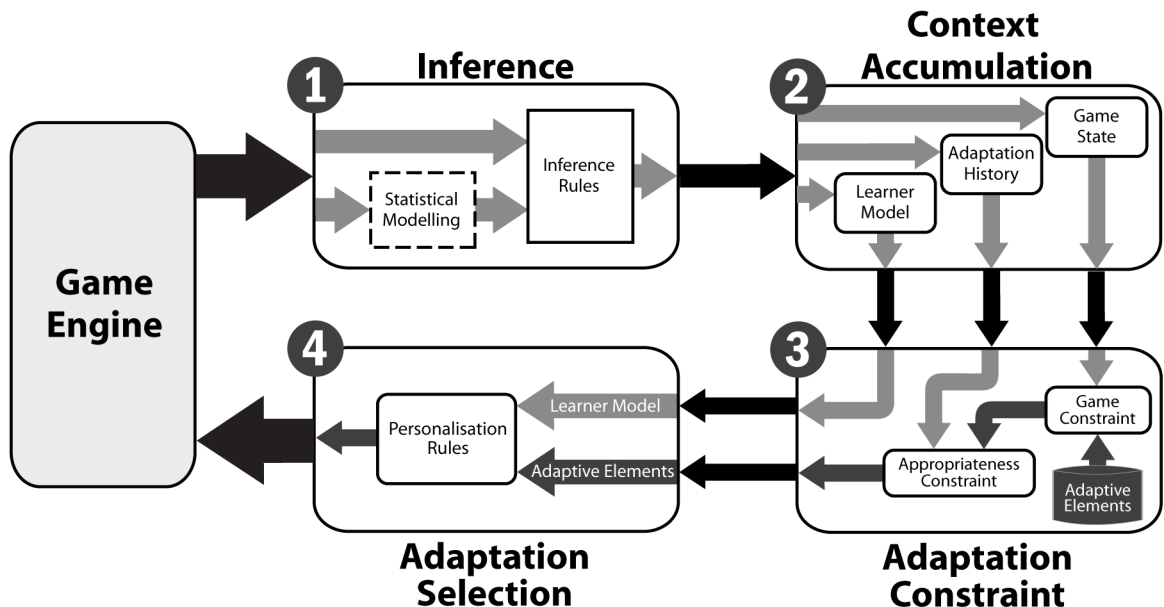 Game
Engine
1
Inference
Statistical
Modelling
Inference
Rules
2
Context
Accumulation
Learner
Model
Adaptation
History
Game
State
3
Game
Constraint
Appropriateness
Constraint
Adaptive
Elements
Adaptation
Constraint
4
Learner Model
Adaptive Elements
Personalisation
Rules
Adaptation
Selection